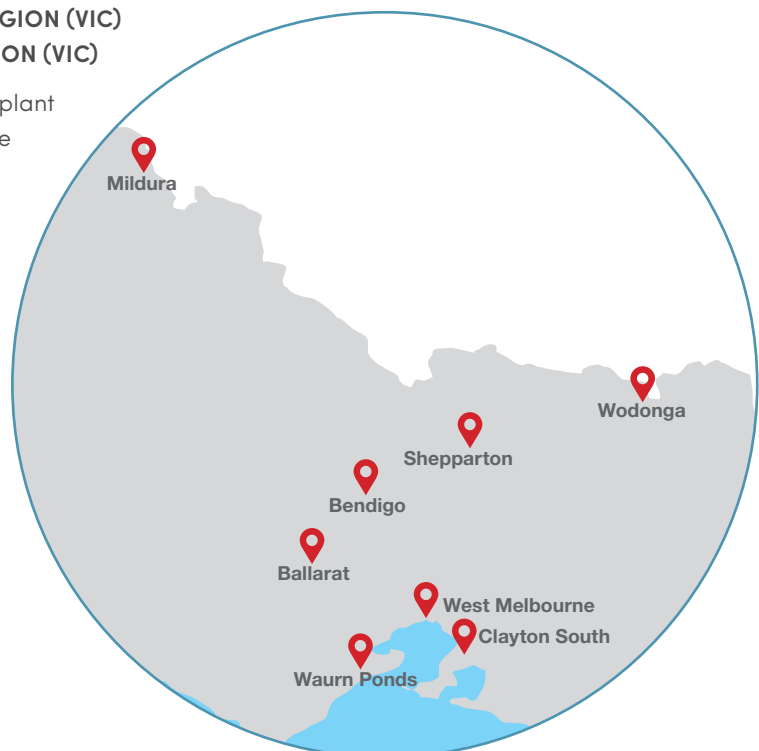 GION (VIC)
ON (VIC)
plant
e
Mildura
Wodonga
Shepparton
Bendigo
Ballarat
West Melbourne
Clayton South
Waurn Ponds